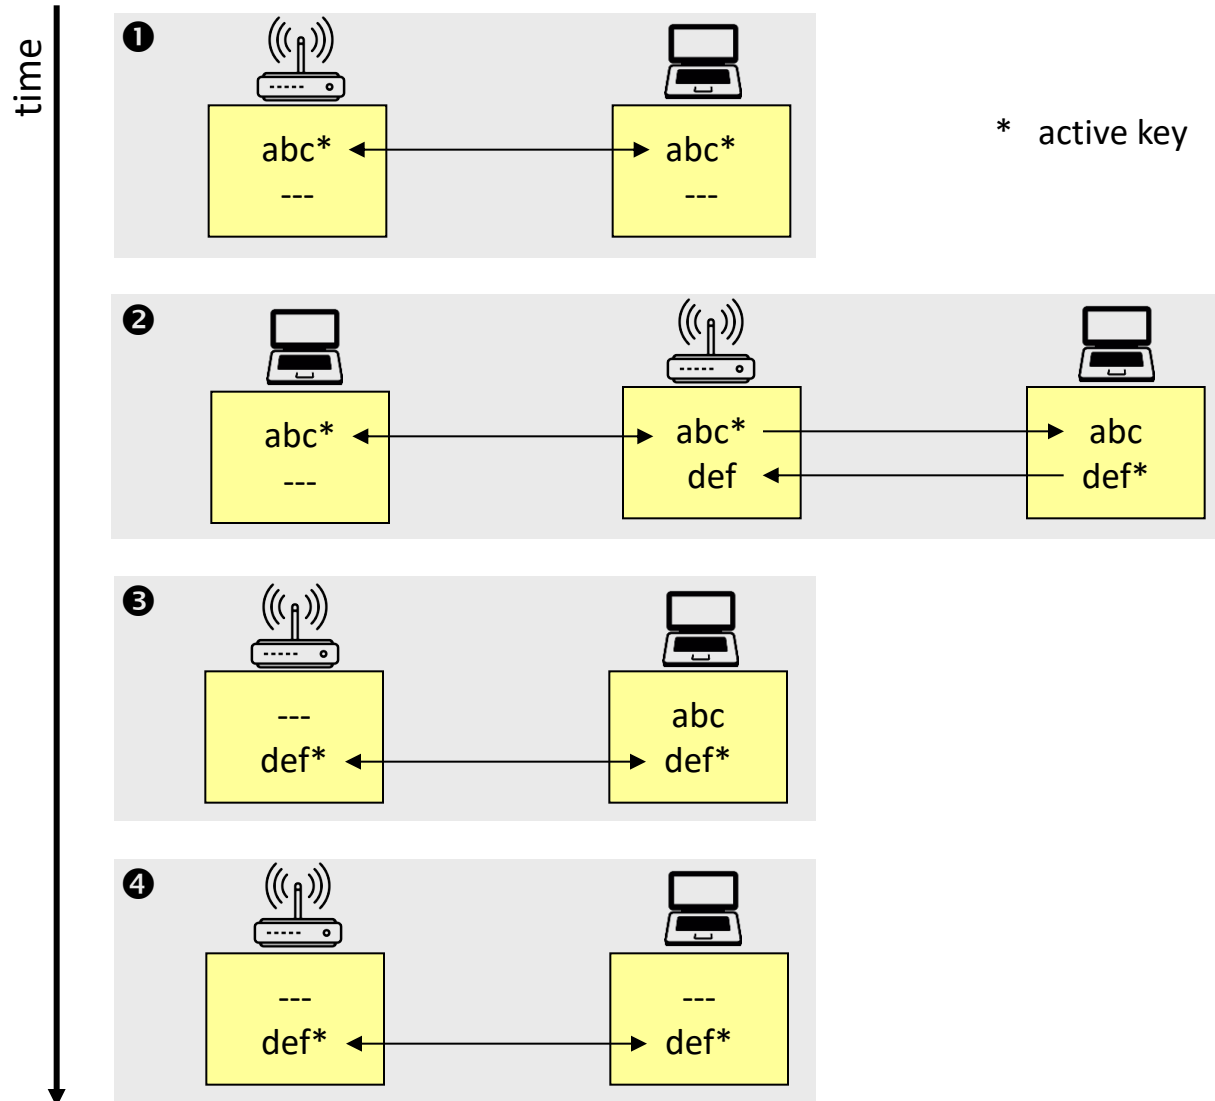 time
❶
abc* abc*
--- ---
* active key
❷
abc* abc* abc
--- def def*
❸
--- abc
def* def*
❹
--- ---
def* def*